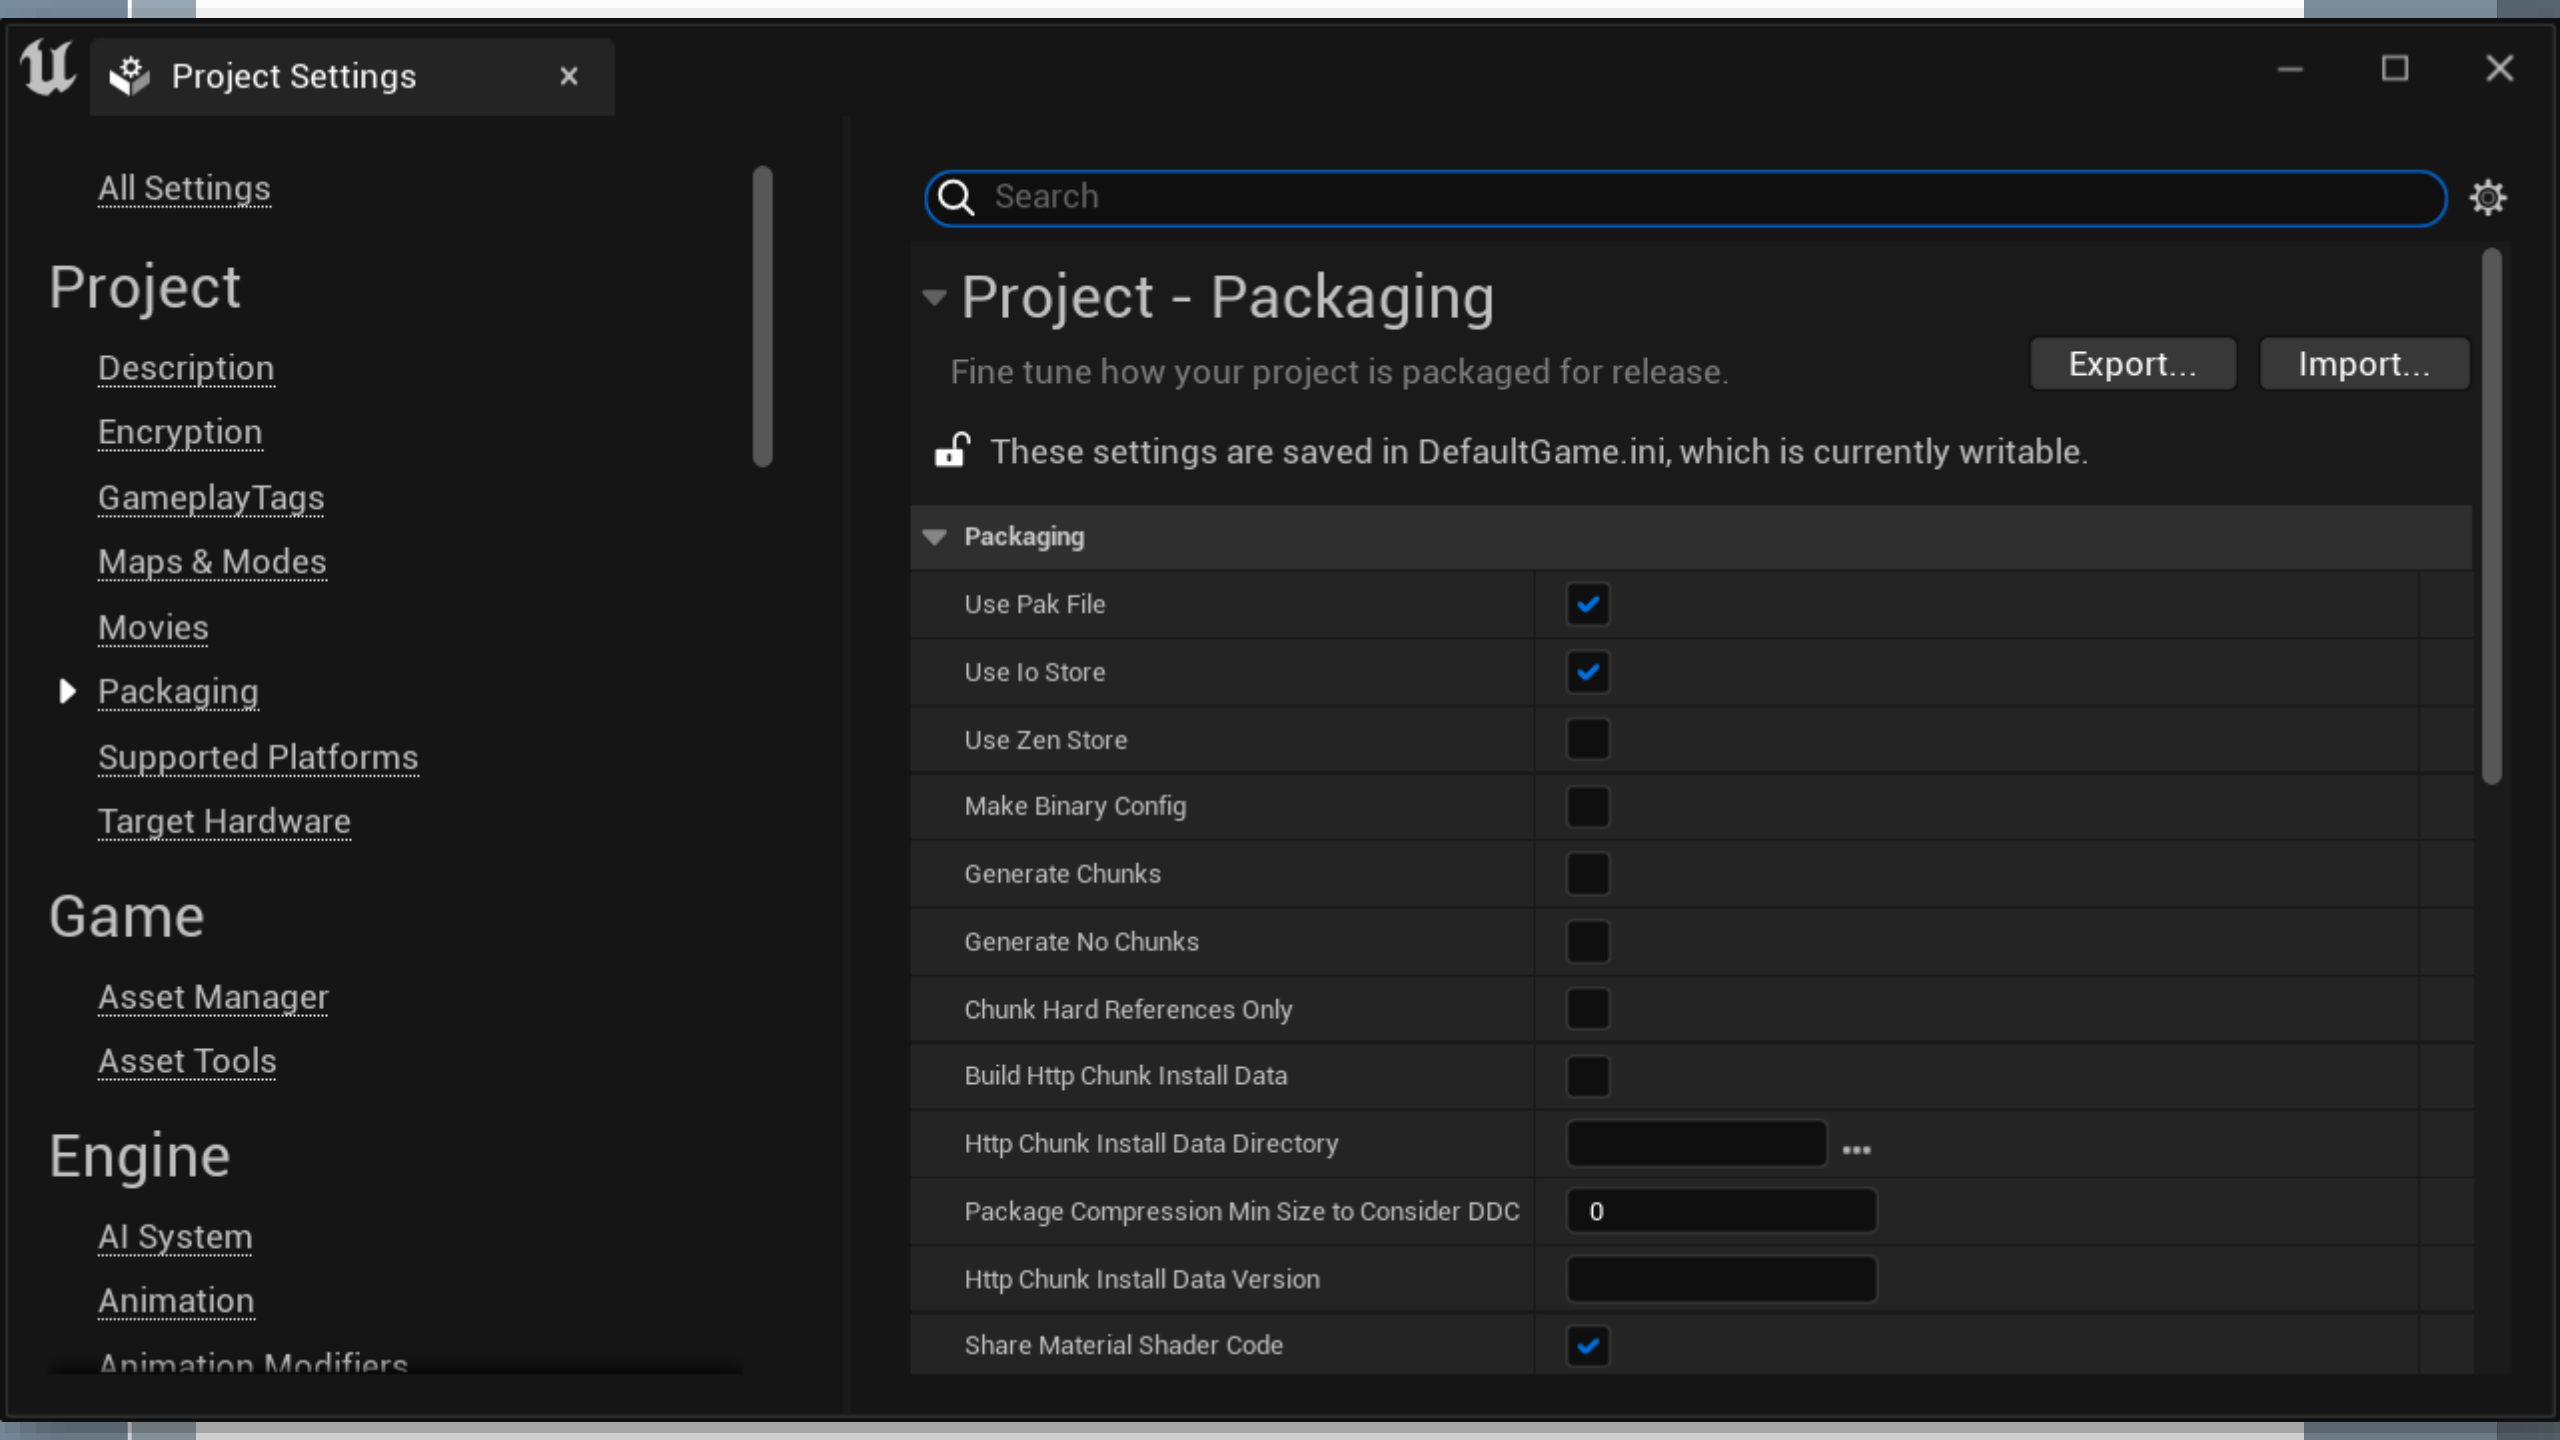 Project Settings
All Settings
Project
Description
Encryption
GameplayTags
Maps & Modes
Movies
Packaging
Supported Platforms
Target Hardware
Game
Asset Manager
Asset Tools
Engine
AI System
Animation
Animation Modifiers
Search
Project - Packaging
Fine tune how your project is packaged for release.
Export...
Import...
These settings are saved in DefaultGame.ini, which is currently writable.
Packaging
Use Pak File
Use Io Store
Use Zen Store
Make Binary Config
Generate Chunks
Generate No Chunks
Chunk Hard References Only
Build Http Chunk Install Data
Http Chunk Install Data Directory
Package Compression Min Size to Consider DDC
0
Http Chunk Install Data Version
Share Material Shader Code